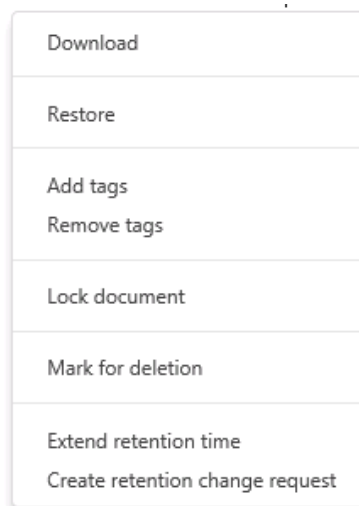 Download
Restore
Add tags
Remove tags
Lock document
Mark for deletion
Extend retention time
Create retention change request